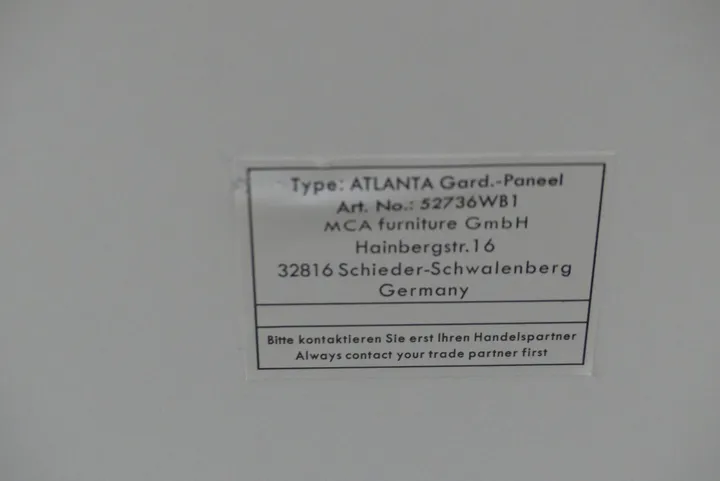 Type: ATLANTA Gard.-Paneel
Art. No.: 52736WB1
MCA furniture GmbH
Hainbergstr.16
32816 Schieder-Schwalenberg
Germany
Bitte kontaktieren Sie erst Ihren Handelspartner
Always contact your trade partner first